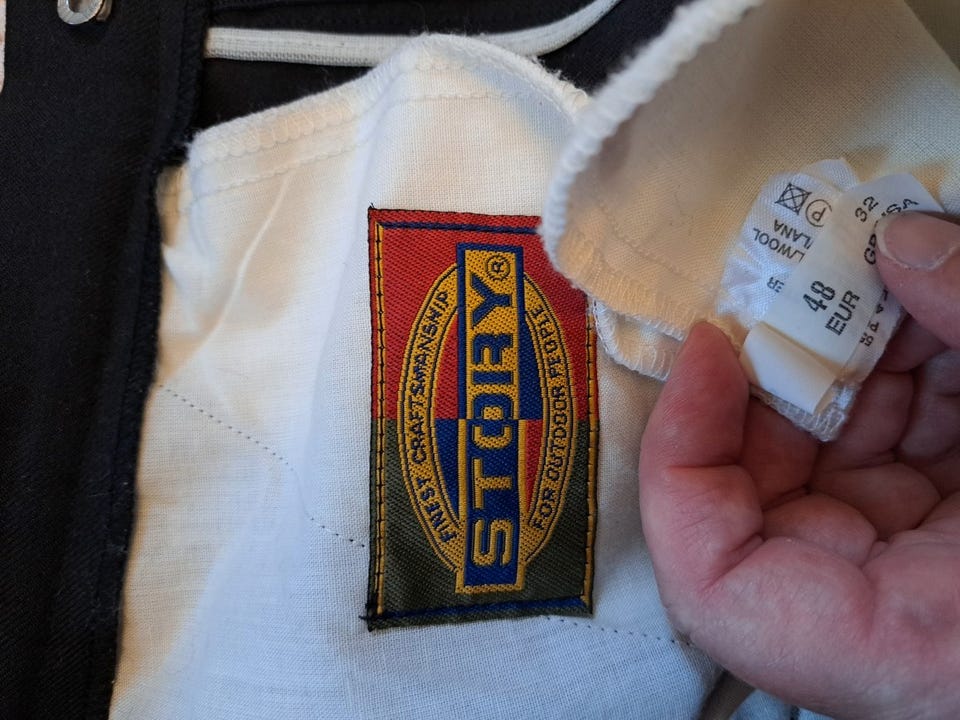 STORY®
FINEST CRAFTSMANSHIP
FOR OUTDOOR PEOPLE
48
EUR
32
P
L/WOOL
/LANA